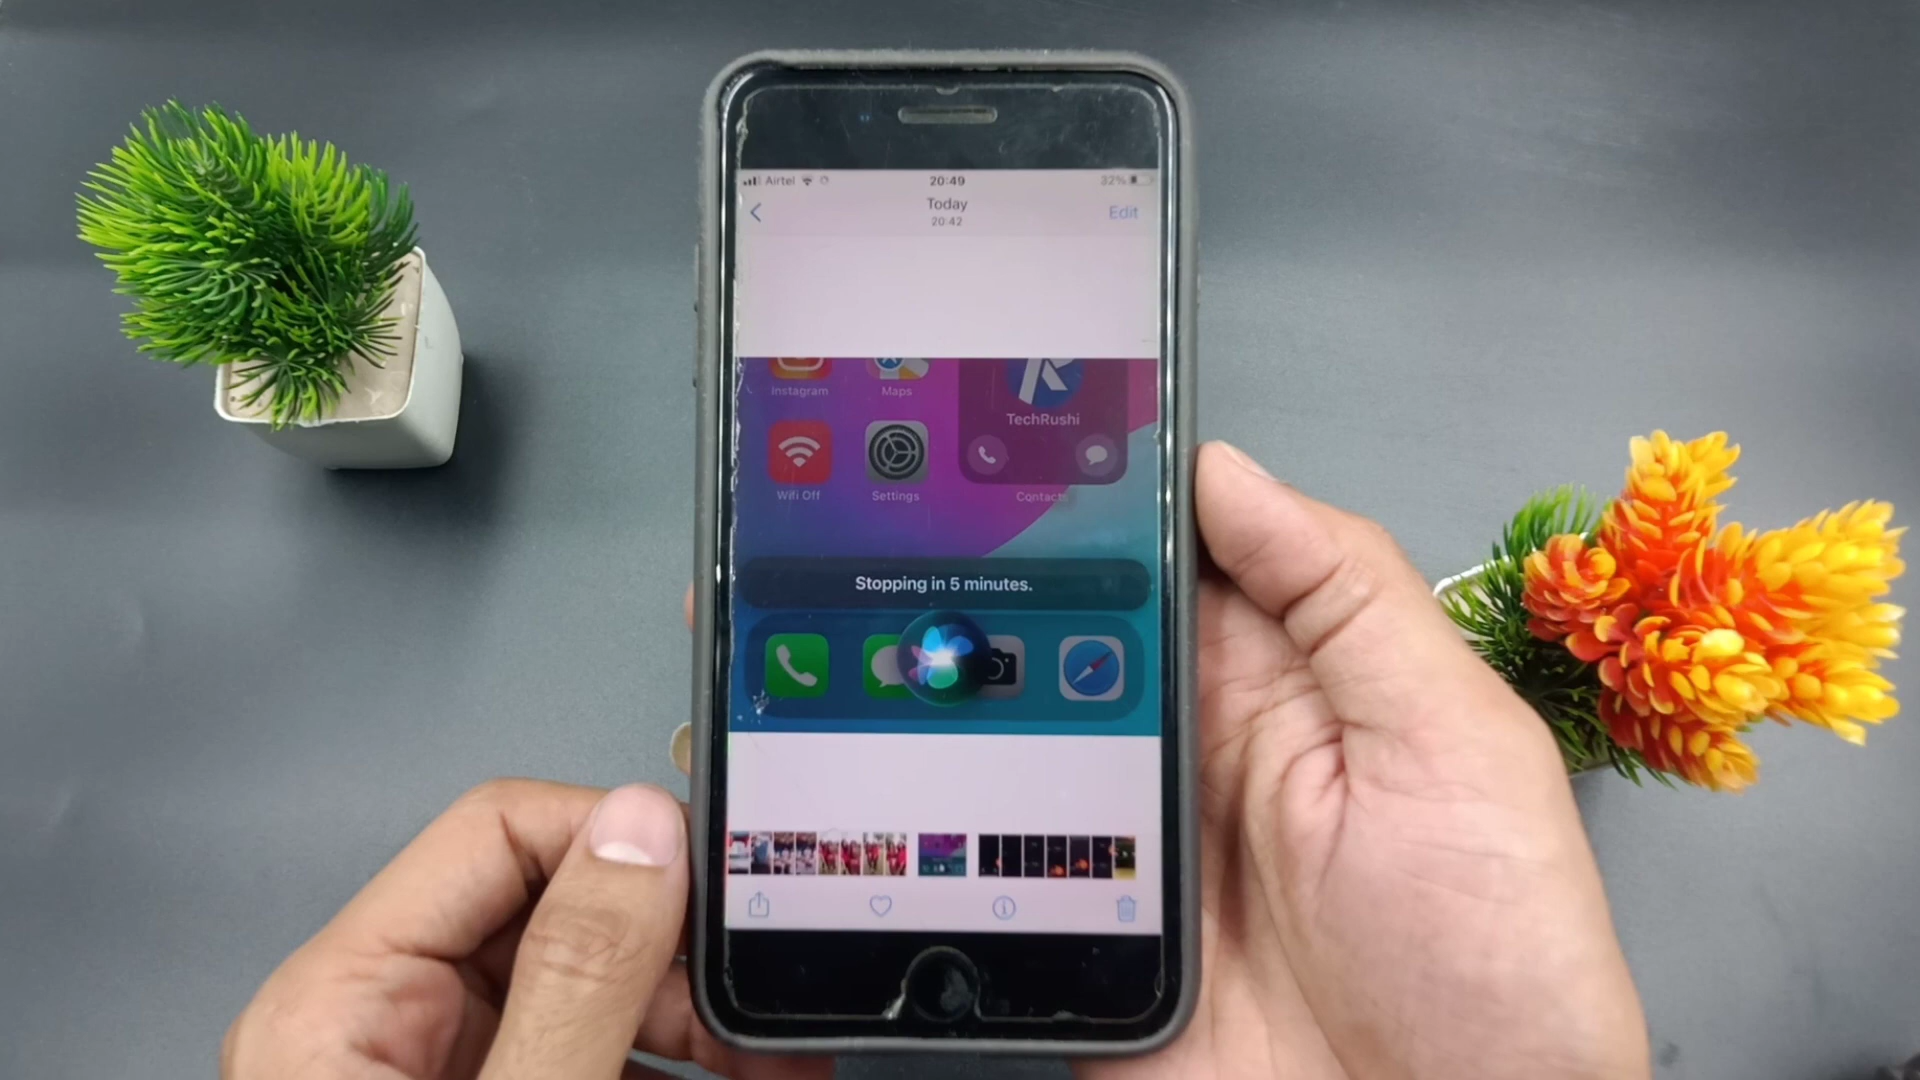 Airtel 20:49 32%
Today
20:42
Edit
Instagram Maps
TechRushi
Wifi Off Settings Contacts
Stopping in 5 minutes.